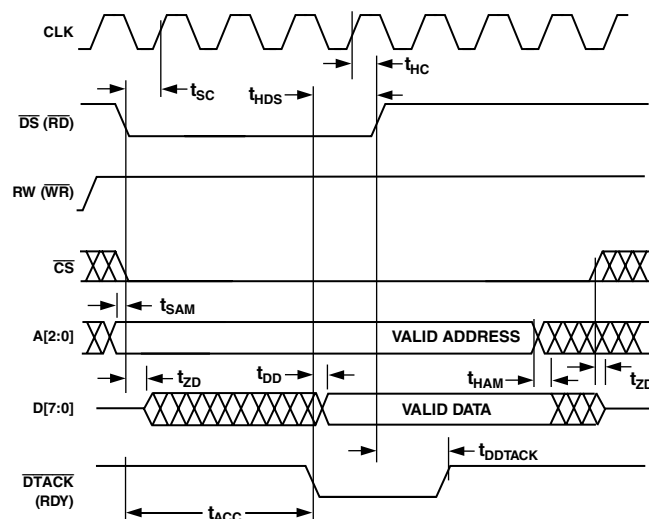 CLK
tSC
tHDS
tHC
DS (RD)
RW (WR)
CS
tSAM
A[2:0]
VALID ADDRESS
tZD
tDD
tHAM
tZD
D[7:0]
VALID DATA
tDDTACK
DTACK
(RDY)
tACC